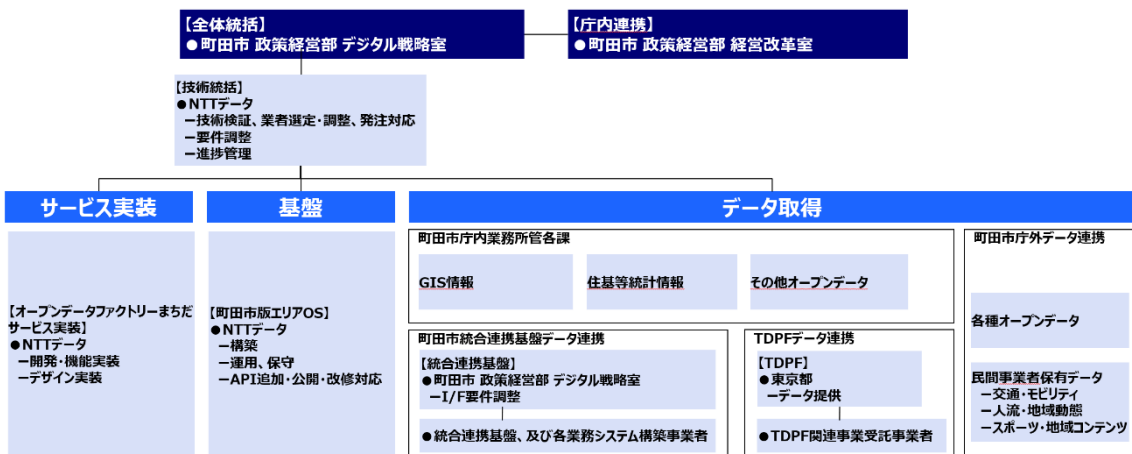 【全体統括】
●町田市 政策経営部 デジタル戦略室
【庁内連携】
●町田市 政策経営部 経営改革室
【技術統括】
●NTTデータ
ー技術検証、業者選定・調整、発注対応
ー要件調整
ー進捗管理
サービス実装
基盤
データ取得
【オープンデータファクトリーまちだ
サービス実装】
●NTTデータ
ー開発・機能実装
ーデザイン実装
【町田市版エリアOS】
●NTTデータ
ー構築
ー運用、保守
ーAPI追加・公開・改修対応
町田市庁内業務所管各課
GIS情報
住基等統計情報
その他オープンデータ
町田市統合連携基盤データ連携
【統合連携基盤】
●町田市 政策経営部 デジタル戦略室
ーI/F要件調整
●統合連携基盤、及び各業務システム構築事業者
TDPFデータ連携
【TDPF】
●東京都
ーデータ提供
●TDPF関連事業受託事業者
町田市庁外データ連携
各種オープンデータ
民間事業者保有データ
ー交通・モビリティ
ー人流・地域動態
ースポーツ・地域コンテンツ